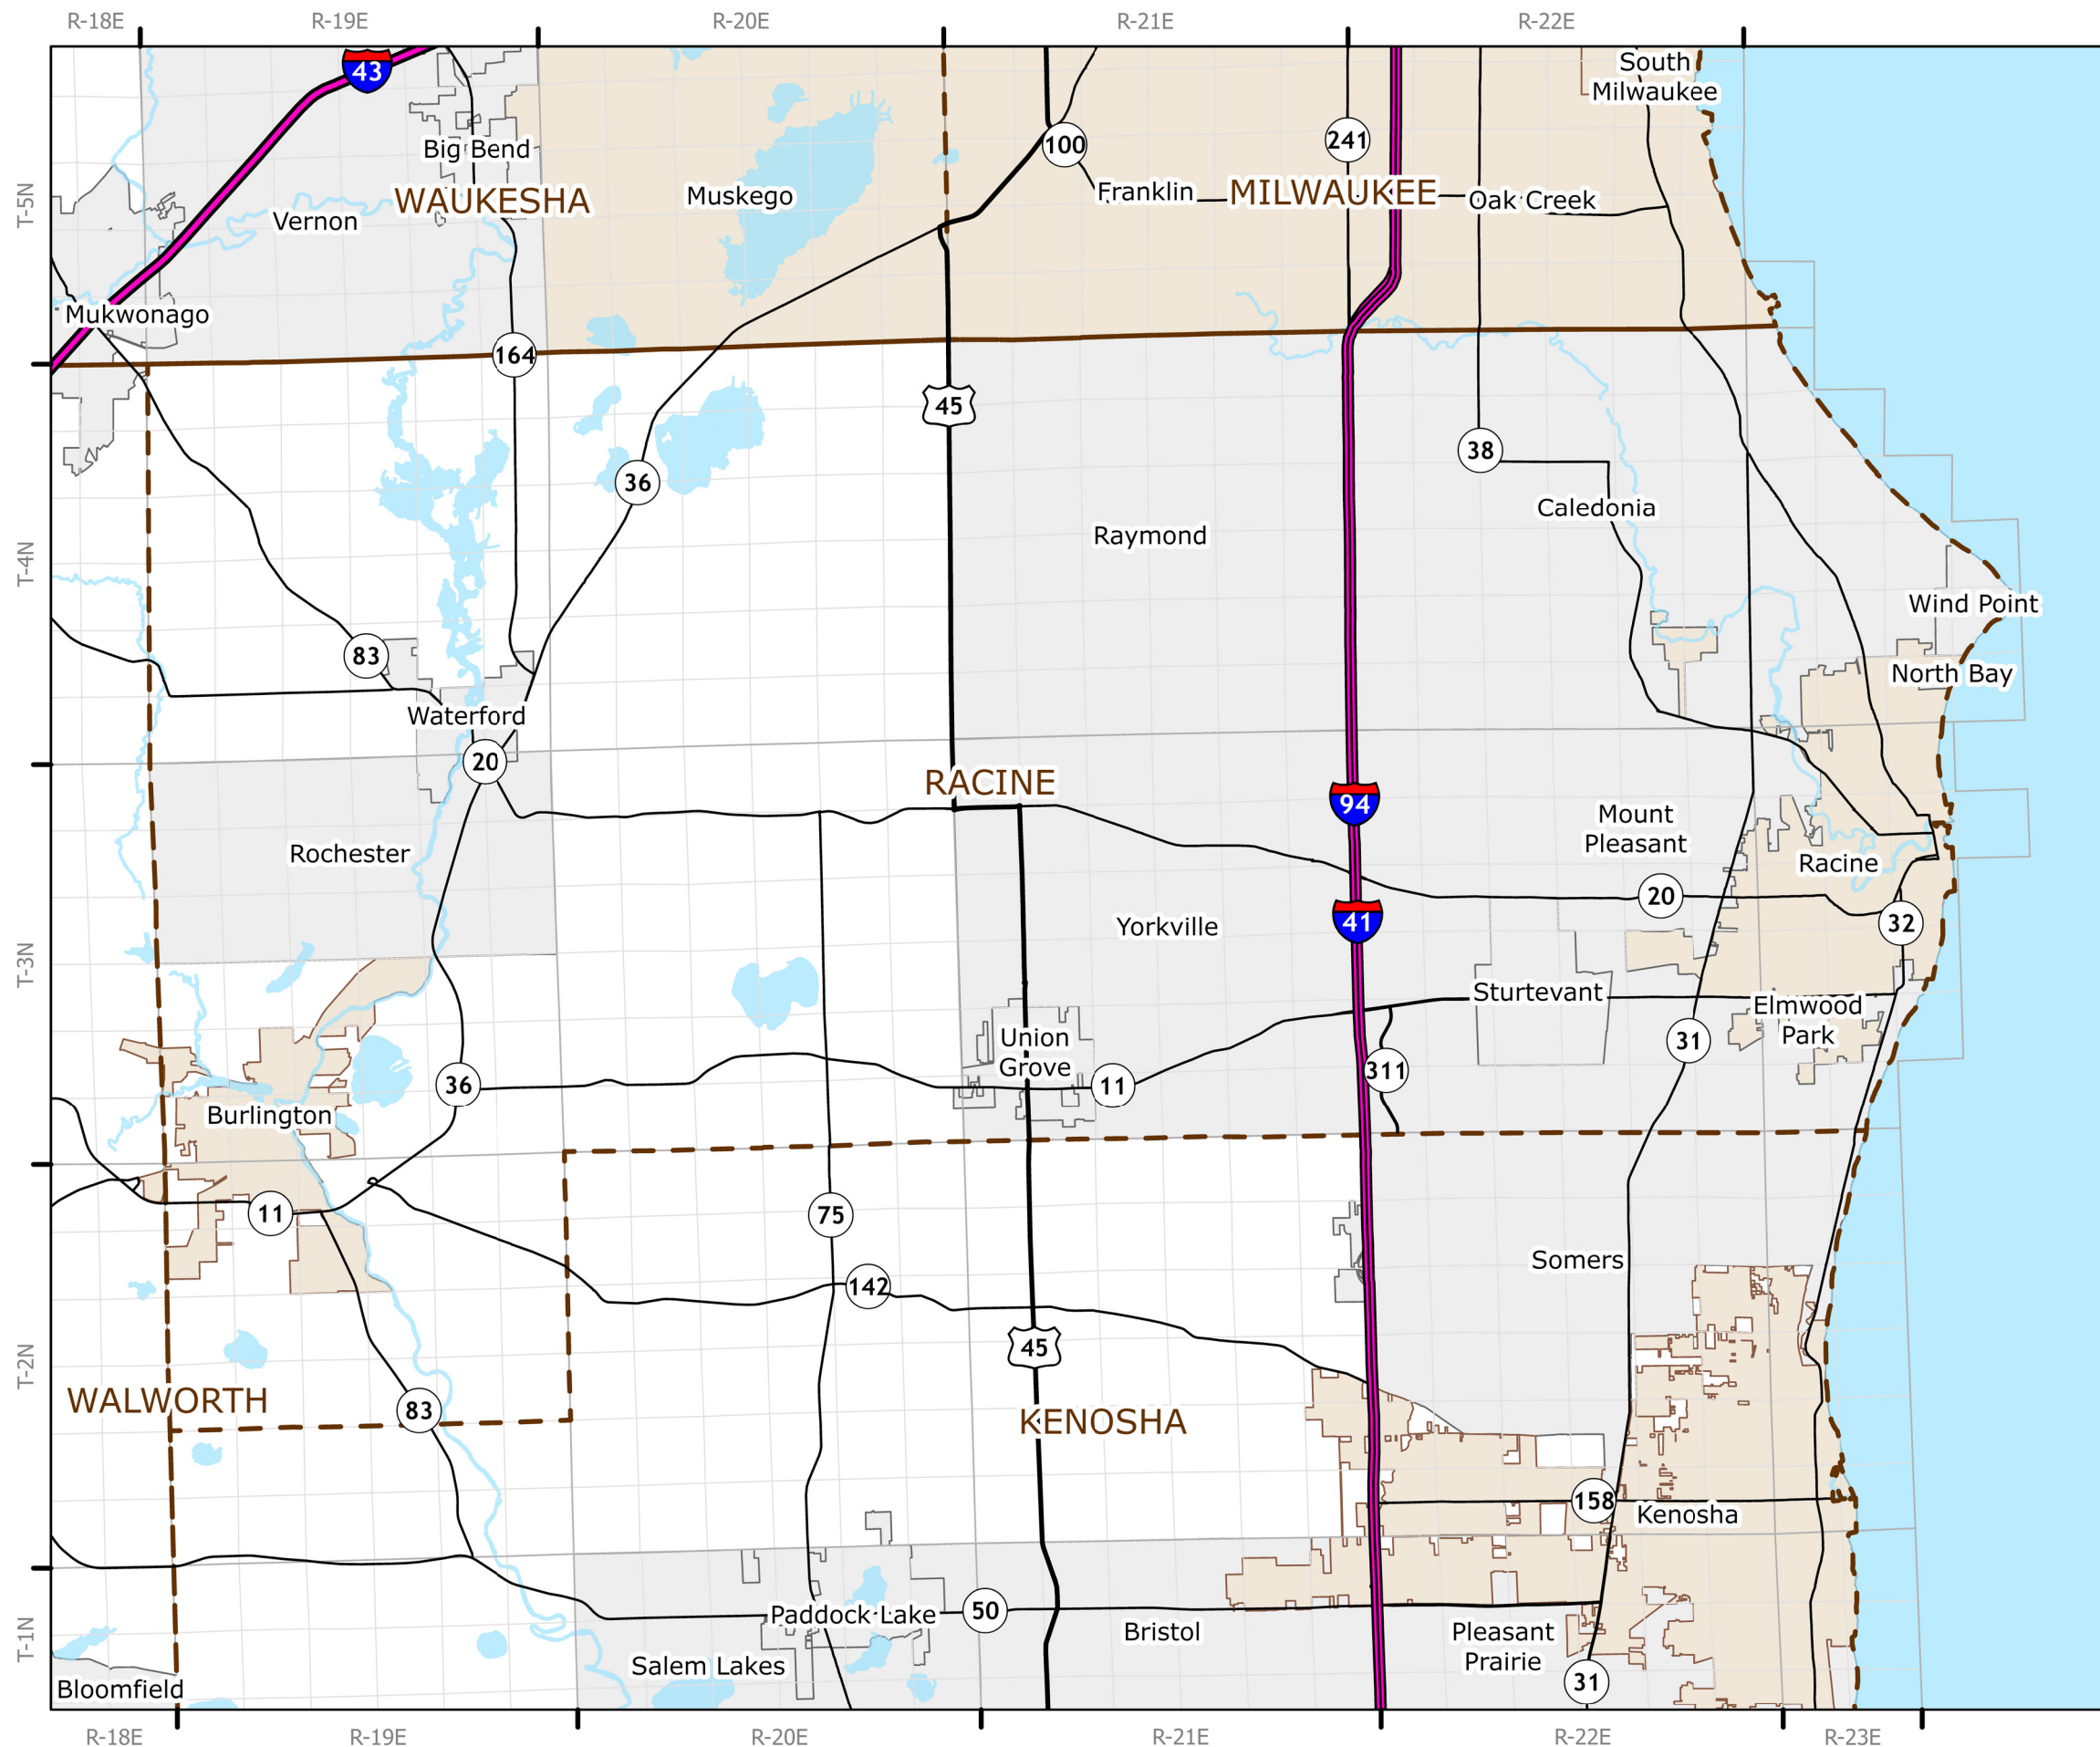 R-18E
R-19E
R-20E
R-21E
R-22E
South
Milwaukee
43
Big Bend
100
241
T-5N
WAUKESHA
Muskego
Franklin
MILWAUKEE
Oak Creek
Vernon
Mukwonago
164
45
38
36
Caledonia
Raymond
T-4N
Wind Point
83
North Bay
Waterford
20
RACINE
94
Mount
Pleasant
Rochester
Racine
20
41
Yorkville
32
T-3N
Sturtevant
Elmwood
Park
Union
Grove
31
311
36
11
Burlington
11
75
Somers
142
45
T-2N
WALWORTH
83
KENOSHA
158
Kenosha
50
Paddock Lake
Bristol
Pleasant
Prairie
T-1N
Salem Lakes
31
Bloomfield
R-18E
R-19E
R-20E
R-21E
R-22E
R-23E